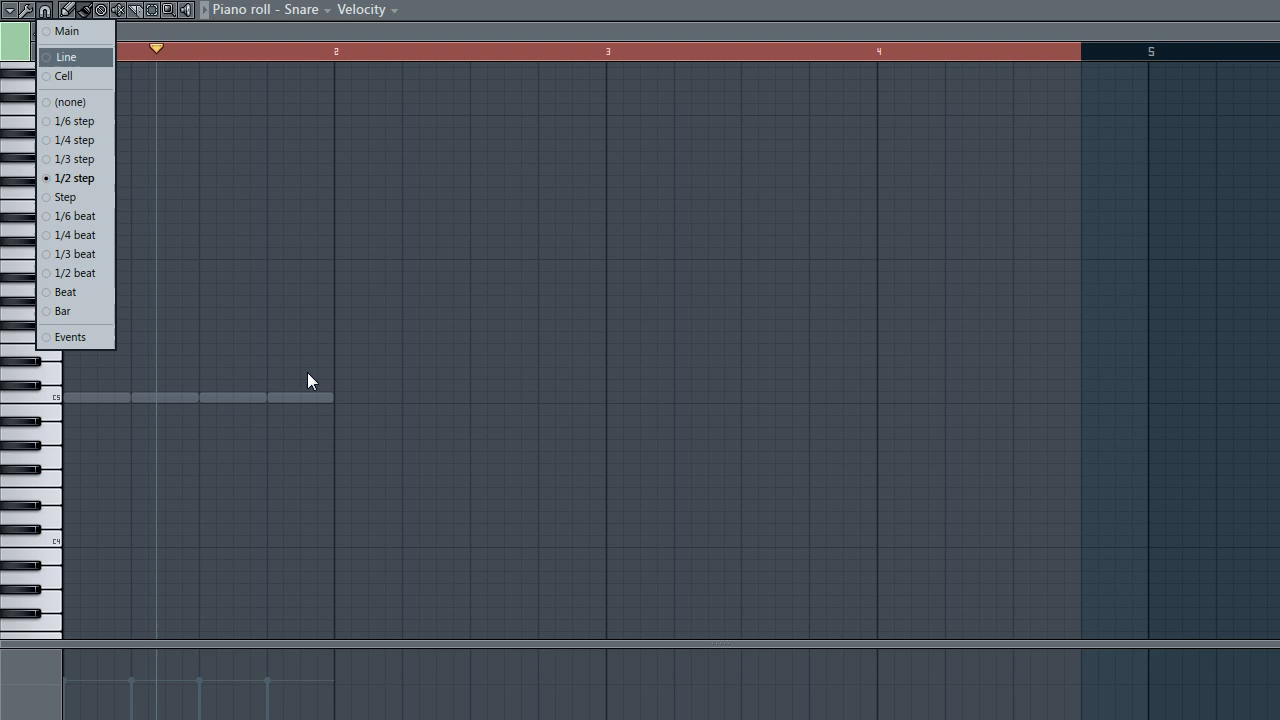 Piano roll - Snare Velocity
Main
Line
Cell
(none)
1/6 step
1/4 step
1/3 step
1/2 step
Step
1/6 beat
1/4 beat
1/3 beat
1/2 beat
Beat
Bar
Events
2 3 4 5
C5
C4